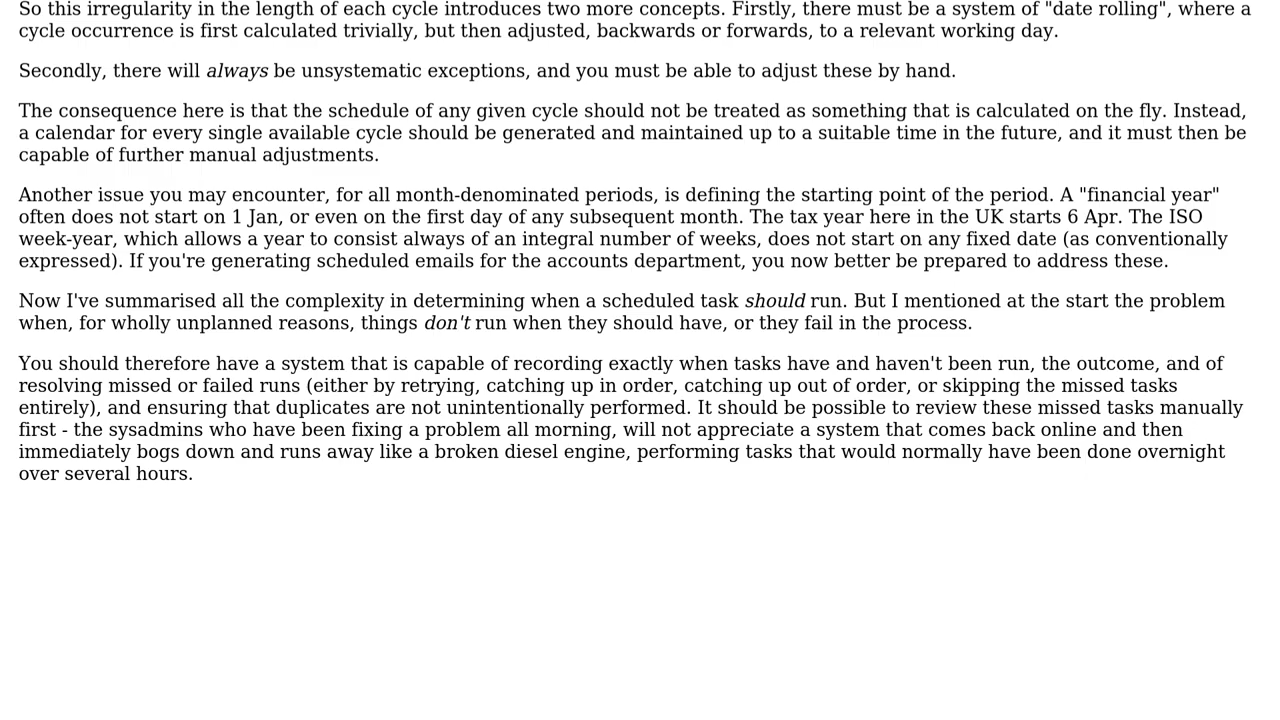 So this irregularity in the length of each cycle introduces two more concepts. Firstly, there must be a system of "date rolling", where a
cycle occurrence is first calculated trivially, but then adjusted, backwards or forwards, to a relevant working day.
Secondly, there will always be unsystematic exceptions, and you must be able to adjust these by hand.
The consequence here is that the schedule of any given cycle should not be treated as something that is calculated on the fly. Instead,
a calendar for every single available cycle should be generated and maintained up to a suitable time in the future, and it must then be
capable of further manual adjustments.
Another issue you may encounter, for all month-denominated periods, is defining the starting point of the period. A "financial year"
often does not start on 1 Jan, or even on the first day of any subsequent month. The tax year here in the UK starts 6 Apr. The ISO
week-year, which allows a year to consist always of an integral number of weeks, does not start on any fixed date (as conventionally
expressed). If you're generating scheduled emails for the accounts department, you now better be prepared to address these.
Now I've summarised all the complexity in determining when a scheduled task should run. But I mentioned at the start the problem
when, for wholly unplanned reasons, things don't run when they should have, or they fail in the process.
You should therefore have a system that is capable of recording exactly when tasks have and haven't been run, the outcome, and of
resolving missed or failed runs (either by retrying, catching up in order, catching up out of order, or skipping the missed tasks
entirely), and ensuring that duplicates are not unintentionally performed. It should be possible to review these missed tasks manually
first - the sysadmins who have been fixing a problem all morning, will not appreciate a system that comes back online and then
immediately bogs down and runs away like a broken diesel engine, performing tasks that would normally have been done overnight
over several hours.